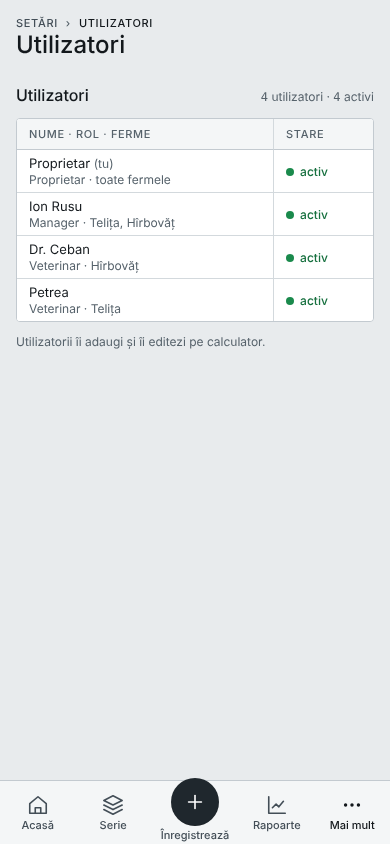 SETĂRI › UTILIZATORI
Utilizatori
Utilizatori 4 utilizatori · 4 activi
NUME · ROL · FERME STARE
Proprietar (tu) activ
Proprietar · toate fermele
Ion Rusu activ
Manager · Telița, Hîrbovăț
Dr. Ceban activ
Veterinar · Hîrbovăț
Petrea activ
Veterinar · Telița
Utilizatorii îi adaugi și îi editezi pe calculator.
Acasă Serie Înregistrează Rapoarte Mai mult